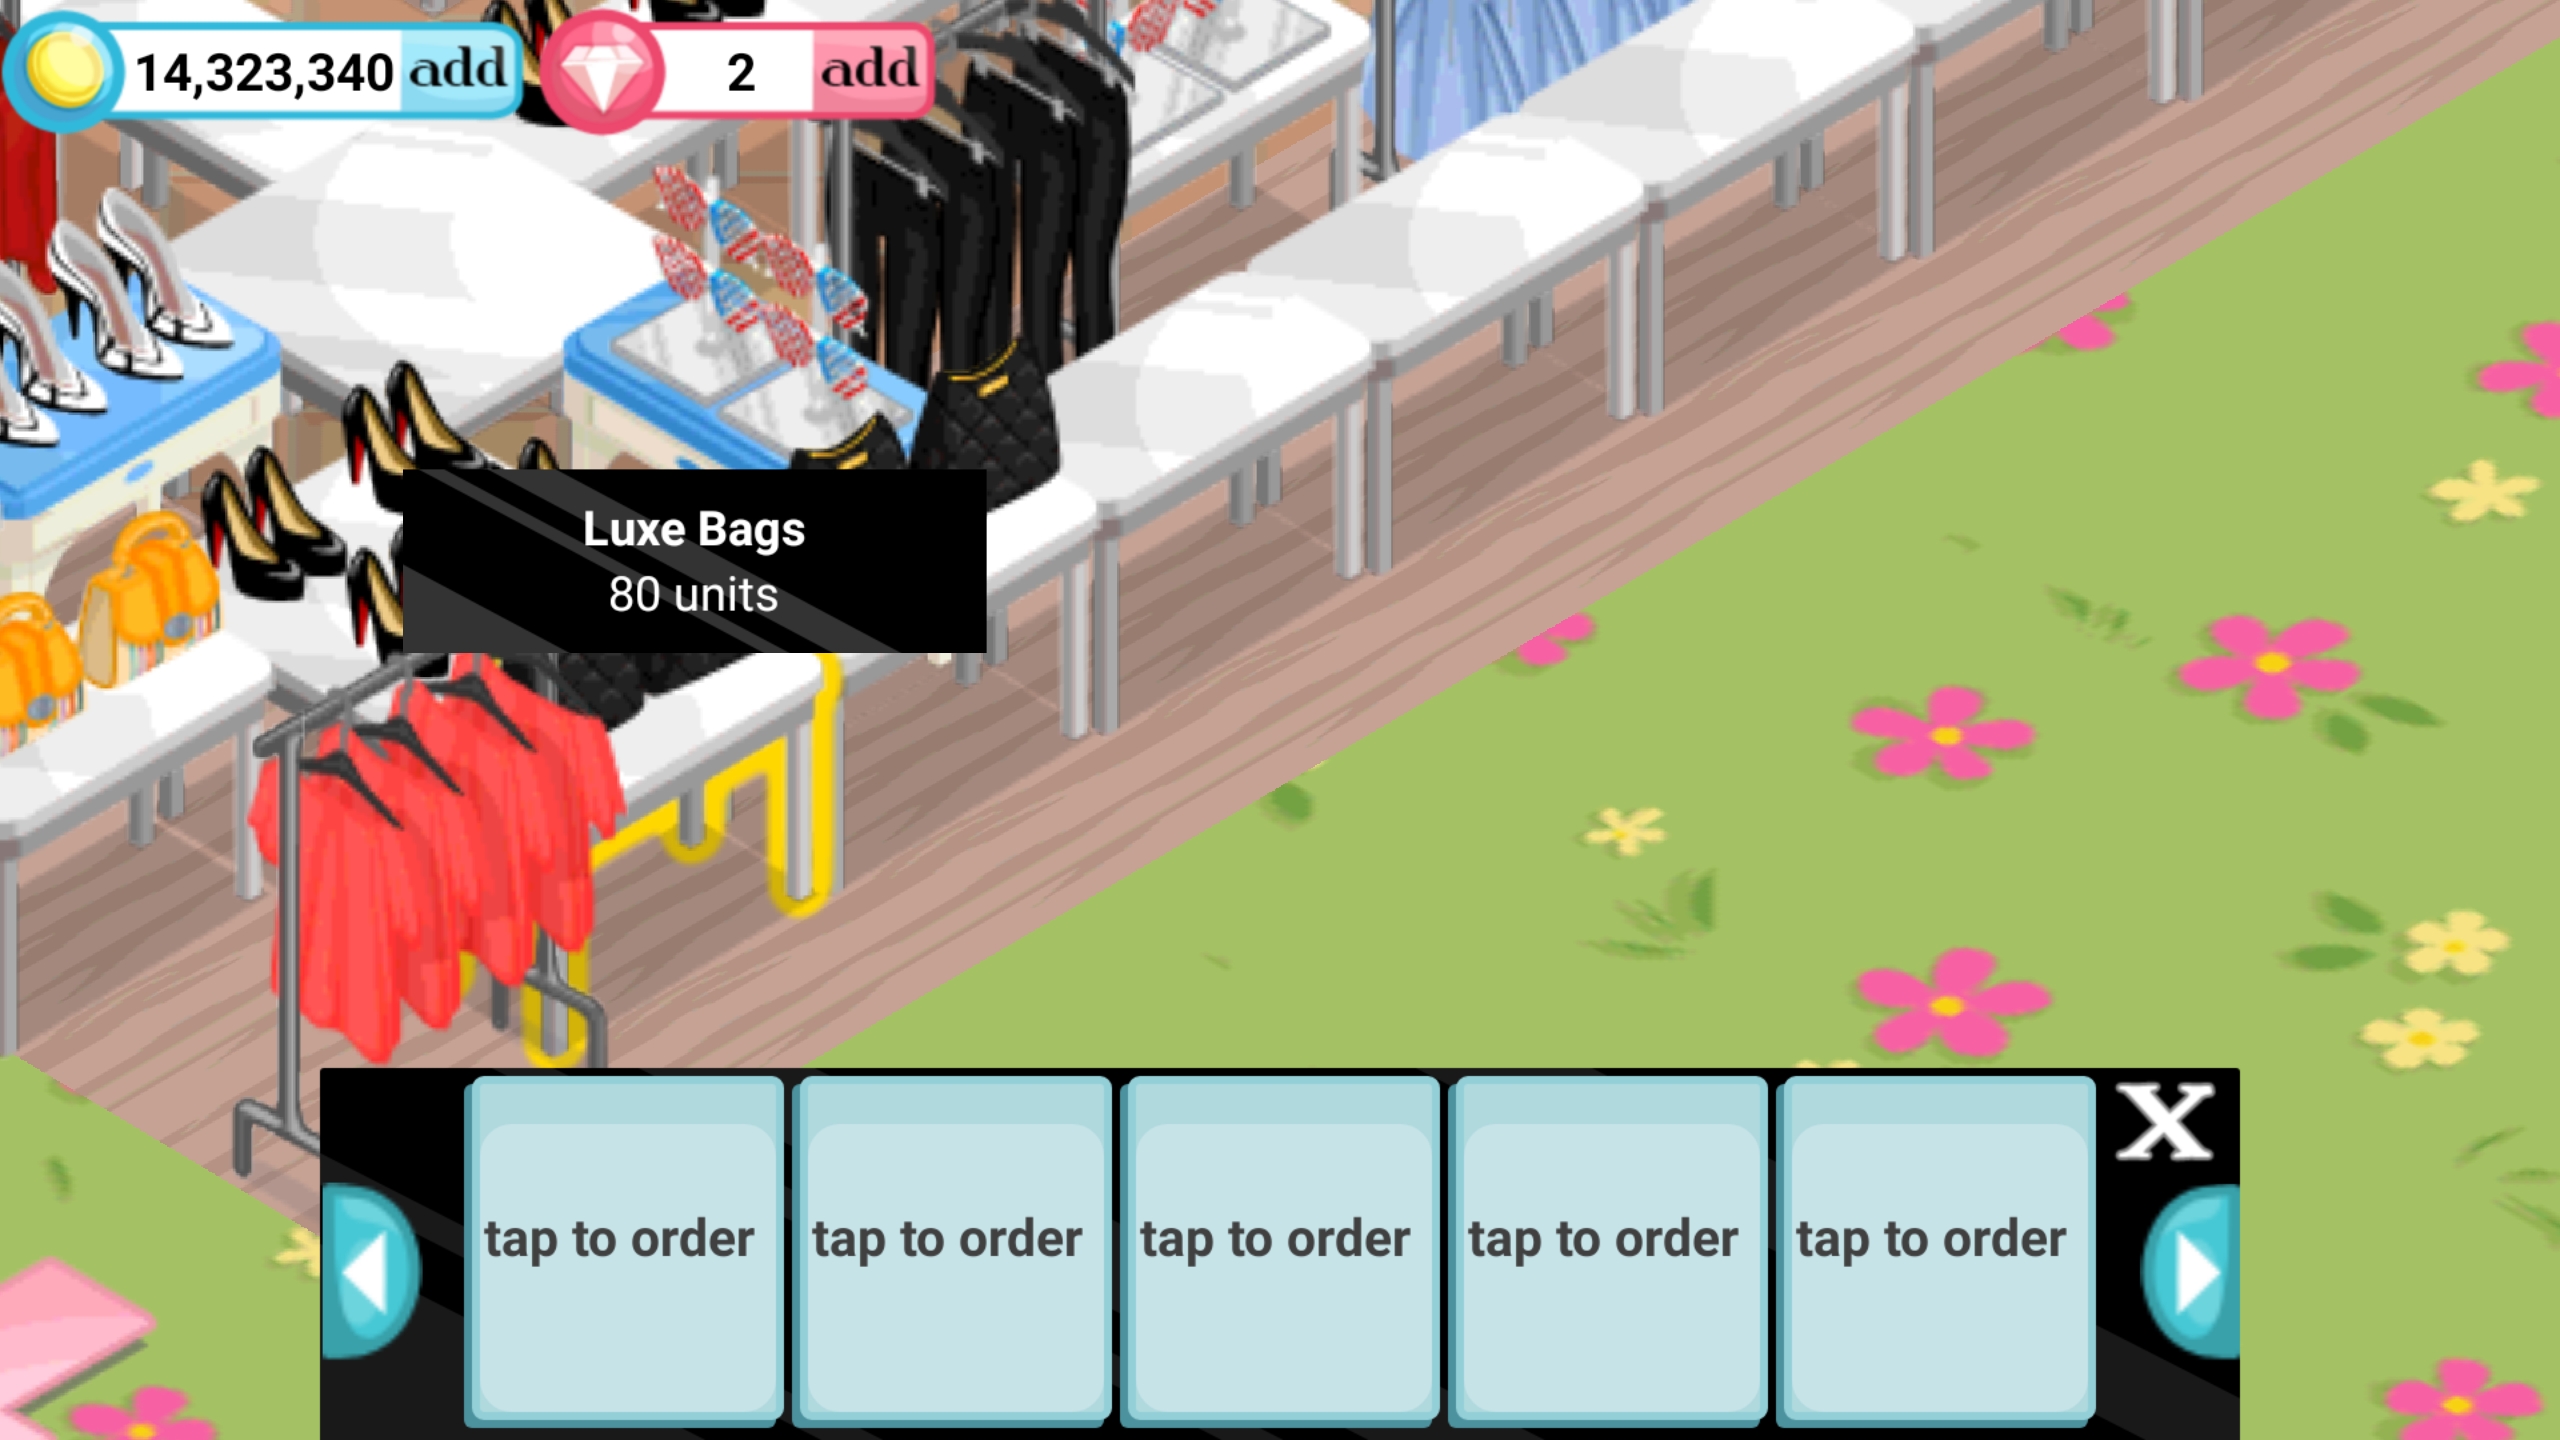 14,323,340 add 2 add
Luxe Bags
80 units
X
tap to order tap to order tap to order tap to order tap to order